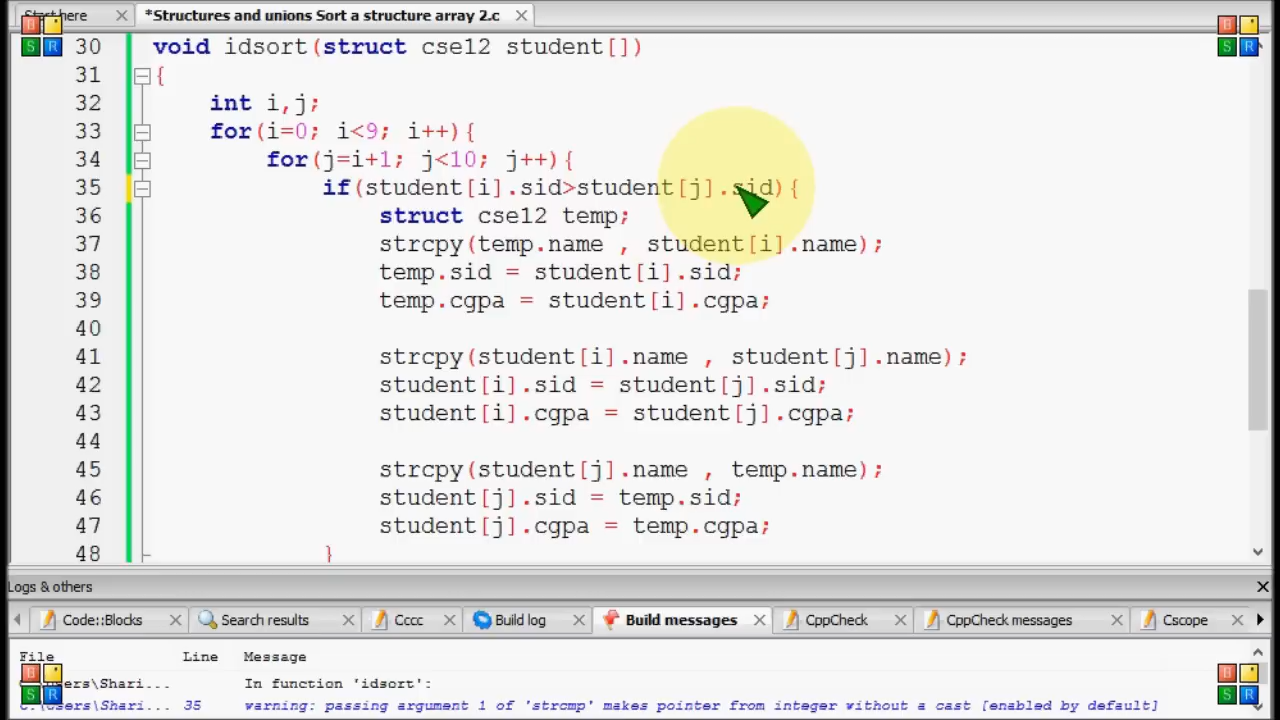 Start here
*Structures and unions Sort a structure array 2.c
30 void idsort(struct cse12 student[])
31 {
32 int i,j;
33 for(i=0; i<9; i++){
34 for(j=i+1; j<10; j++){
35 if(student[i].sid>student[j].sid){
36 struct cse12 temp;
37 strcpy(temp.name , student[i].name);
38 temp.sid = student[i].sid;
39 temp.cgpa = student[i].cgpa;
40
41 strcpy(student[i].name , student[j].name);
42 student[i].sid = student[j].sid;
43 student[i].cgpa = student[j].cgpa;
44
45 strcpy(student[j].name , temp.name);
46 student[j].sid = temp.sid;
47 student[j].cgpa = temp.cgpa;
48 }
Logs & others
Code::Blocks Search results Cccc Build log Build messages CppCheck CppCheck messages Cscope
File Line Message
In function 'idsort':
35 warning: passing argument 1 of 'strcmp' makes pointer from integer without a cast [enabled by default]
B S R
B S R
B S R
B S R